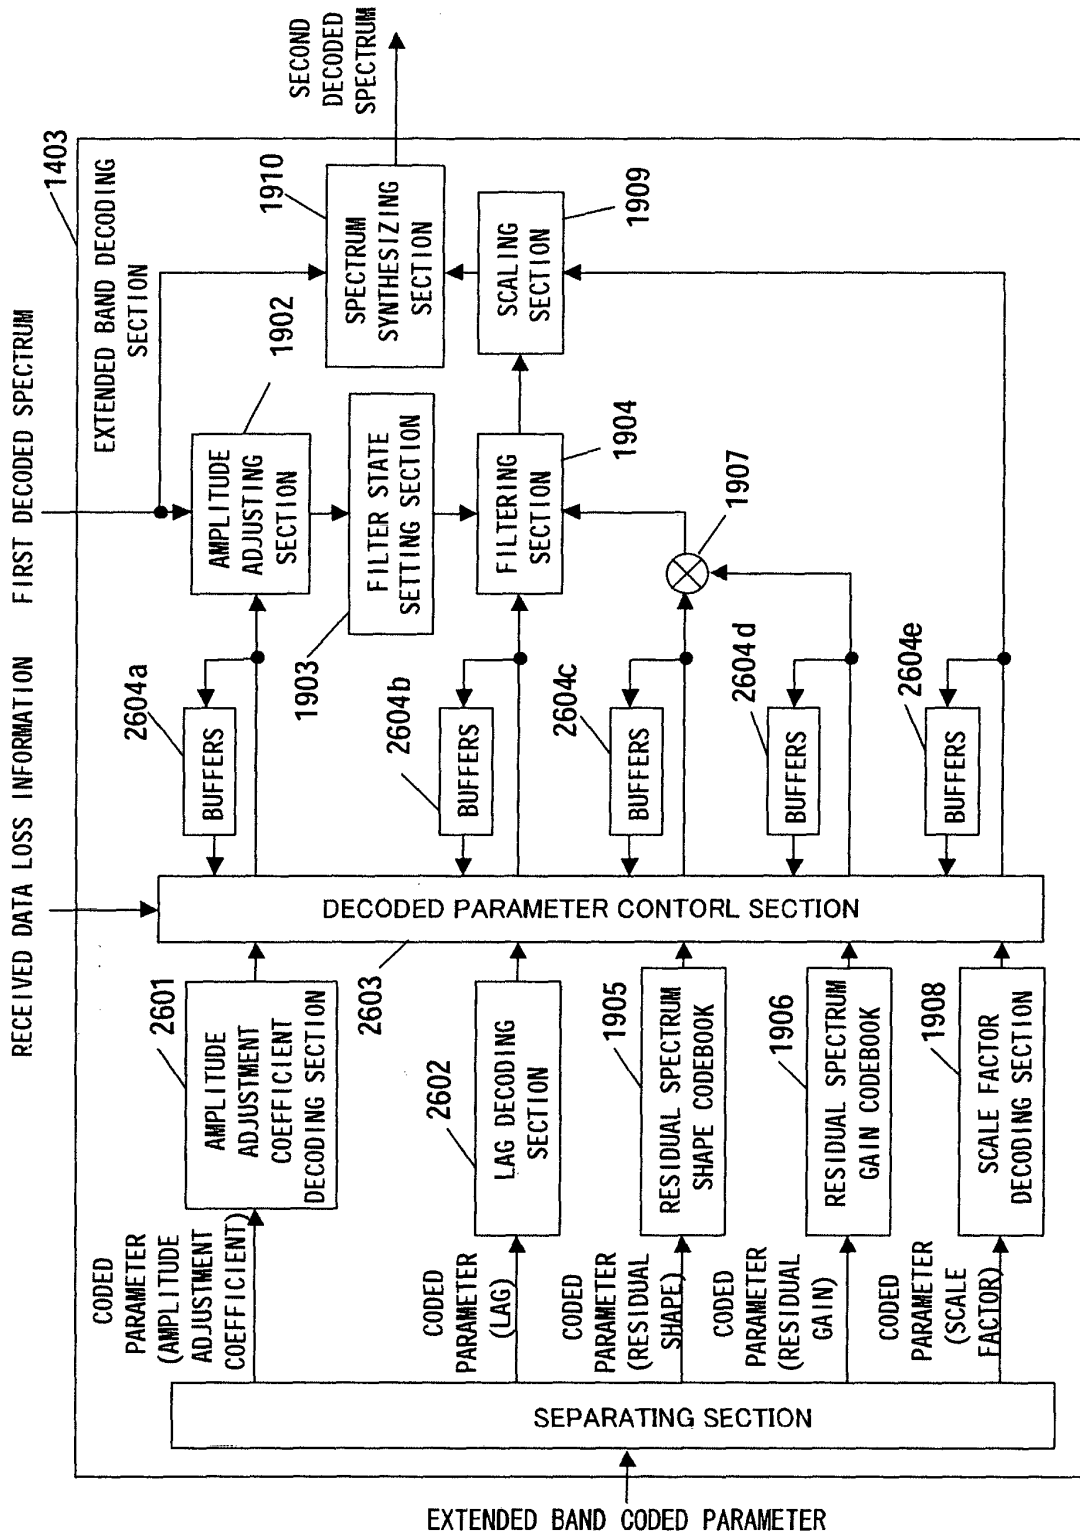 RECEIVED DATA LOSS INFORMATION
FIRST DECODED SPECTRUM
1403
EXTENDED BAND DECODING
SECTION
SECOND
DECODED
SPECTRUM
EXTENDED BAND CODED PARAMETER
SEPARATING SECTION
CODED
PARAMETER
(AMPLITUDE
ADJUSTMENT
COEFFICIENT)
CODED
PARAMETER
(LAG)
CODED
PARAMETER
(RESIDUAL
SHAPE)
CODED
PARAMETER
(RESIDUAL
GAIN)
CODED
PARAMETER
(SCALE
FACTOR)
2601
AMPLITUDE
ADJUSTMENT
COEFFICIENT
DECODING SECTION
2602
LAG DECODING
SECTION
1905
RESIDUAL SPECTRUM
SHAPE CODEBOOK
1906
RESIDUAL SPECTRUM
GAIN CODEBOOK
1908
SCALE FACTOR
DECODING SECTION
2603
DECODED PARAMETER CONTORL SECTION
2604a
BUFFERS
2604b
BUFFERS
2604c
BUFFERS
2604d
BUFFERS
2604e
BUFFERS
1902
AMPLITUDE
ADJUSTING
SECTION
1903
FILTER STATE
SETTING SECTION
1904
FILTERING
SECTION
1907
1910
SPECTRUM
SYNTHESIZING
SECTION
1909
SCALING
SECTION